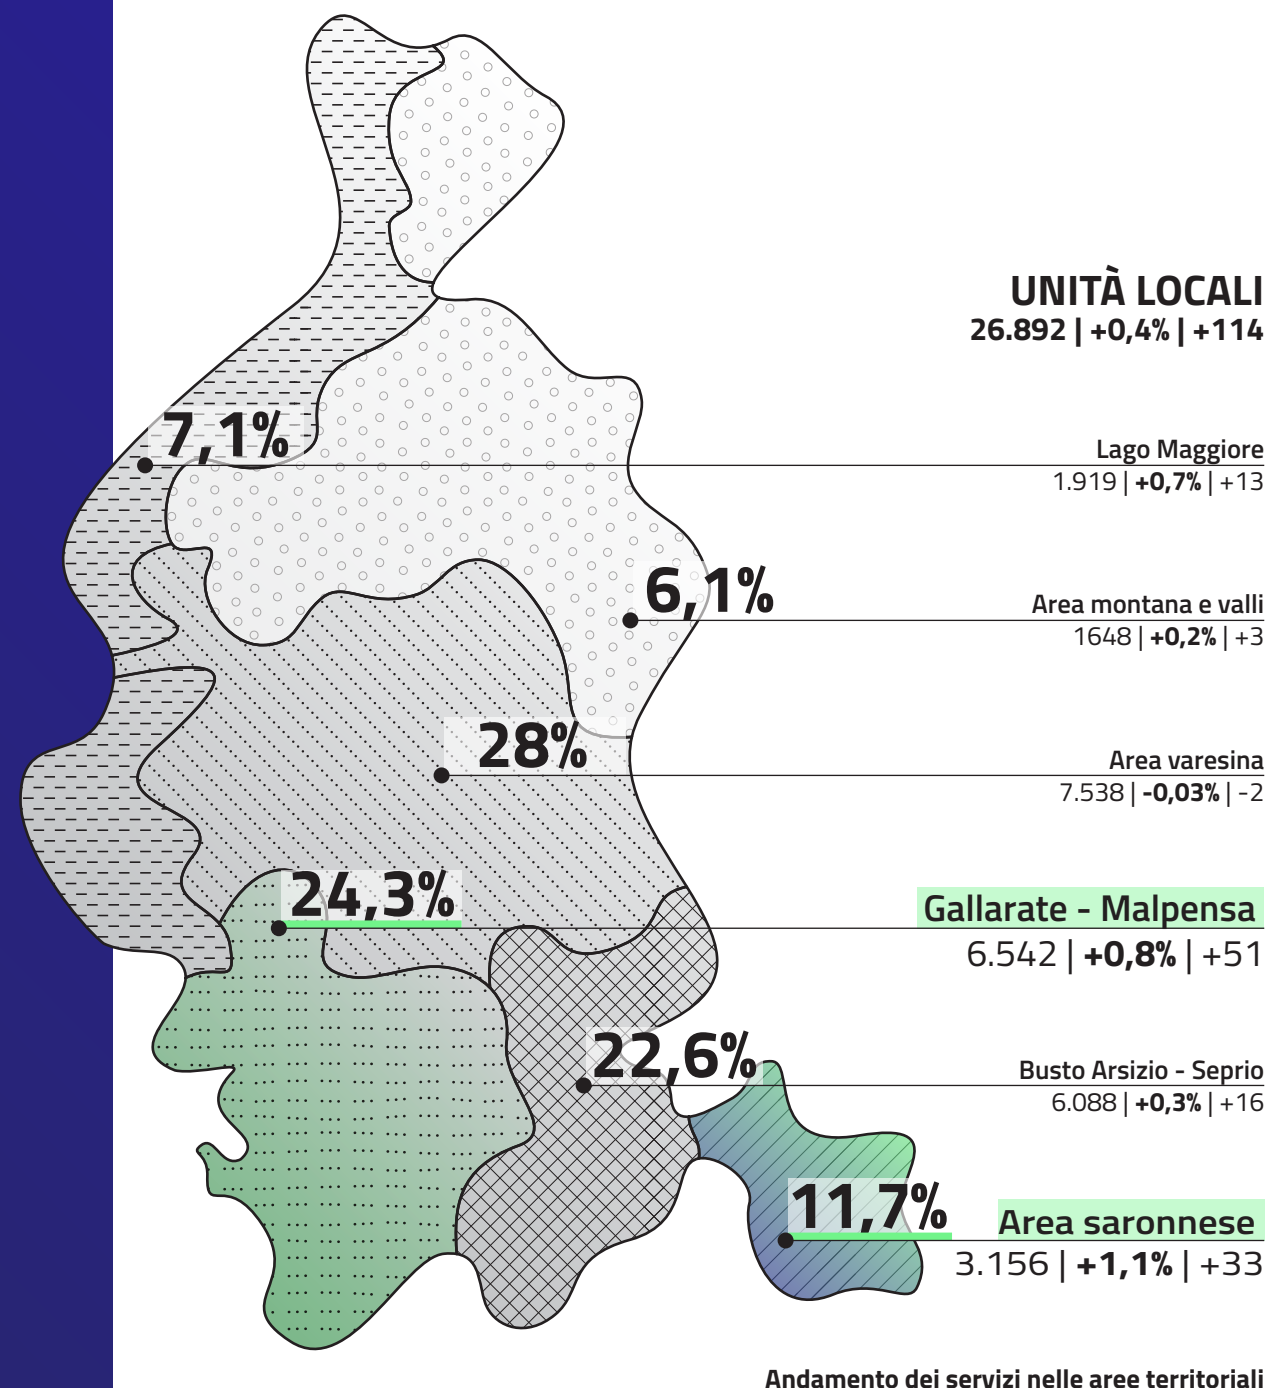 UNITÀ LOCALI
26.892 | +0,4% | +114
7,1%
Lago Maggiore
1.919 | +0,7% | +13
6,1%
Area montana e valli
1648 | +0,2% | +3
28%
Area varesina
7.538 | -0,03% | -2
24,3%
Gallarate - Malpensa
6.542 | +0,8% | +51
22,6%
Busto Arsizio - Seprio
6.088 | +0,3% | +16
11,7%
Area saronnese
3.156 | +1,1% | +33
Andamento dei servizi nelle aree territoriali